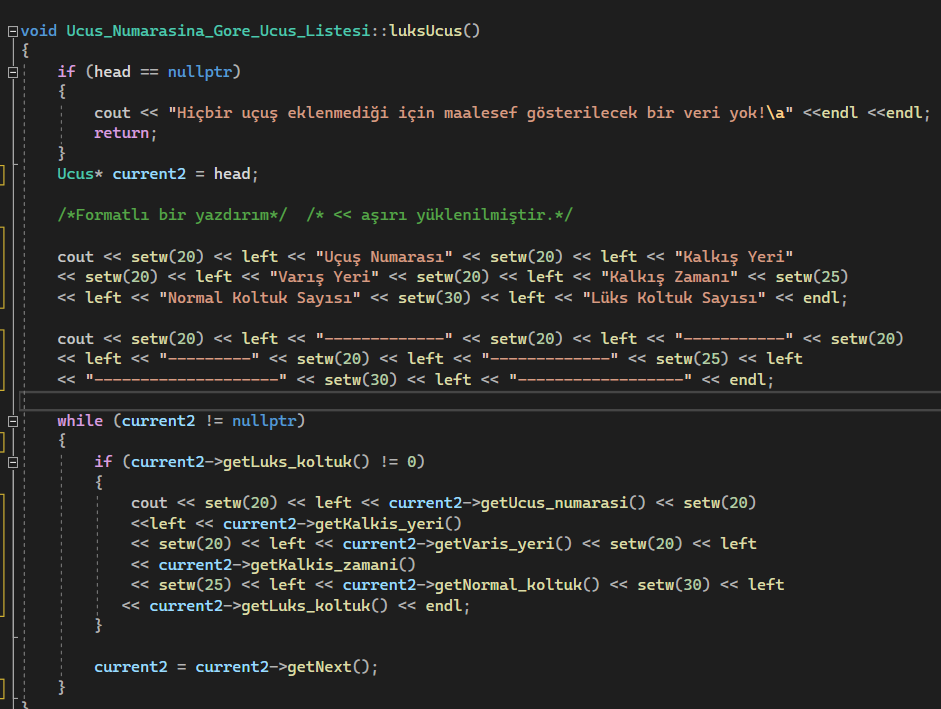 void Ucus_Numarasina_Gore_Ucus_Listesi::luksUcus()
{
    if (head == nullptr)
    {
        cout << "Hiçbir uçuş eklenmediği için maalesef gösterilecek bir veri yok!\a" <<endl <<endl;
        return;
    }
    Ucus* current2 = head;

    /*Formatlı bir yazdırım*/  /* << aşırı yüklenilmiştir.*/

    cout << setw(20) << left << "Uçuş Numarası" << setw(20) << left << "Kalkış Yeri"
    << setw(20) << left << "Varış Yeri" << setw(20) << left << "Kalkış Zamanı" << setw(25)
    << left << "Normal Koltuk Sayısı" << setw(30) << left << "Lüks Koltuk Sayısı" << endl;

    cout << setw(20) << left << "-------------" << setw(20) << left << "-----------" << setw(20)
    << left << "---------" << setw(20) << left << "-------------" << setw(25) << left
    << "--------------------" << setw(30) << left << "------------------" << endl;

    while (current2 != nullptr)
    {
        if (current2->getLuks_koltuk() != 0)
        {
            cout << setw(20) << left << current2->getUcus_numarasi() << setw(20)
            <<left << current2->getKalkis_yeri()
            << setw(20) << left << current2->getVaris_yeri() << setw(20) << left
            << current2->getKalkis_zamani()
            << setw(25) << left << current2->getNormal_koltuk() << setw(30) << left
           << current2->getLuks_koltuk() << endl;
        }

        current2 = current2->getNext();
    }
}